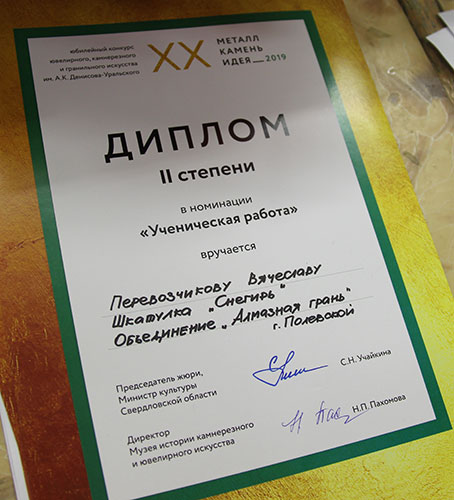 юбилейный конкурс
ювелирного, камнерезного
и гранильного искусства
им. А.К. Денисова-Уральского
XX
МЕТАЛЛ
КАМЕНЬ
ИДЕЯ__2019
ДИПЛОМ
II степени
в номинации
«Ученическая работа»
вручается
Перевозчикову Вячеславу
Шкатулка "Снегирь"
Объединение „Алмазная грань"
г. Полевской
Председатель жюри,
Министр культуры
Свердловской области
С.Н. Учайкина
Директор
Музея истории камнерезного
и ювелирного искусства
Н.П. Пахомова